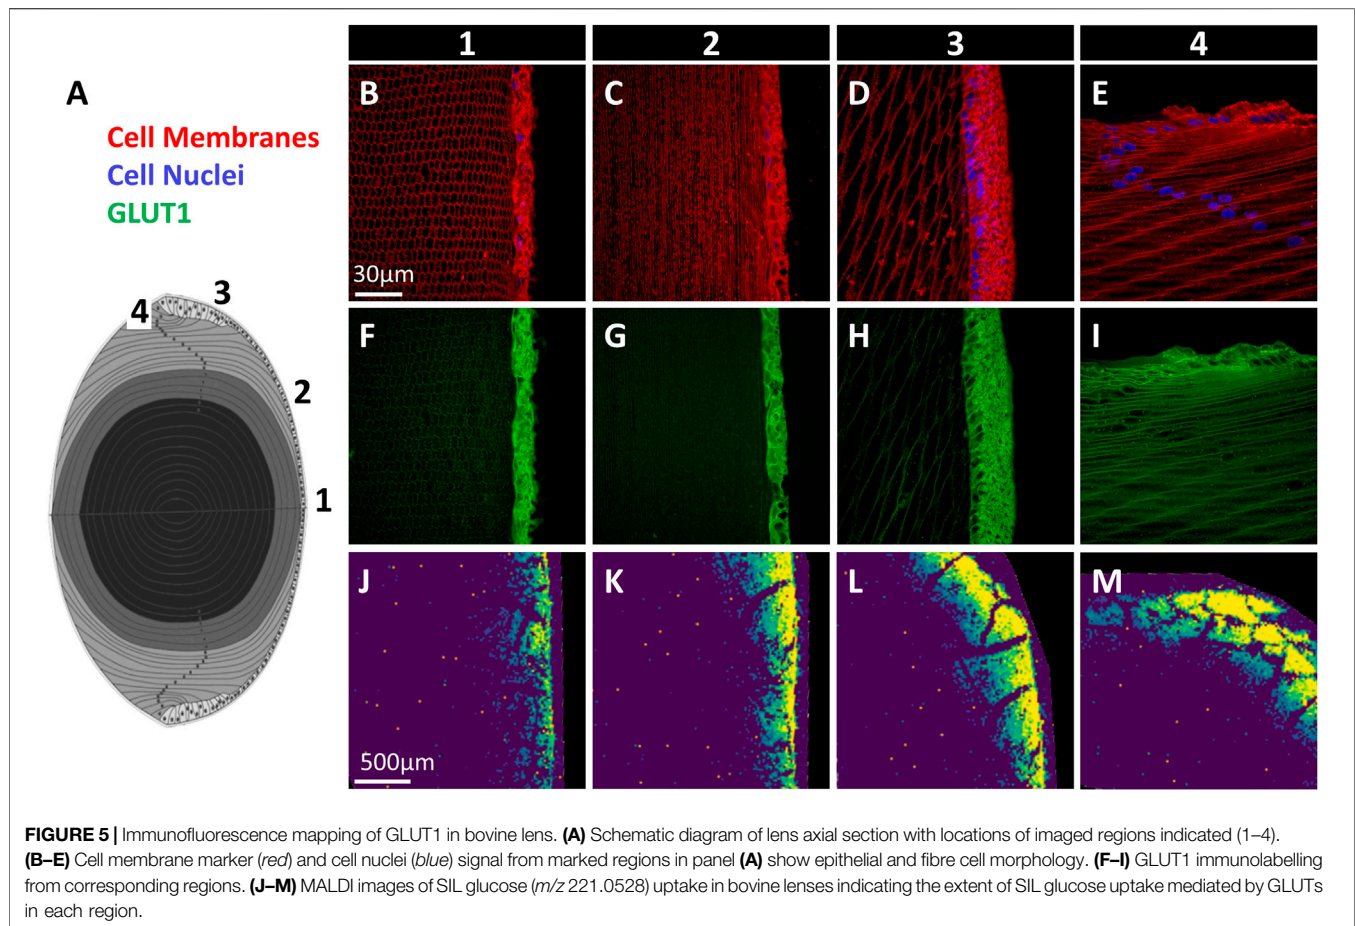 1 2 3 4
A B C D E
Cell Membranes
Cell Nuclei
GLUT1
30μm
3
4
2
1
F G H I
J K L M
500μm
FIGURE 5 | Immunofluorescence mapping of GLUT1 in bovine lens. (A) Schematic diagram of lens axial section with locations of imaged regions indicated (1–4).
(B–E) Cell membrane marker (red) and cell nuclei (blue) signal from marked regions in panel (A) show epithelial and fibre cell morphology. (F–I) GLUT1 immunolabelling
from corresponding regions. (J–M) MALDI images of SIL glucose (m/z 221.0528) uptake in bovine lenses indicating the extent of SIL glucose uptake mediated by GLUTs
in each region.